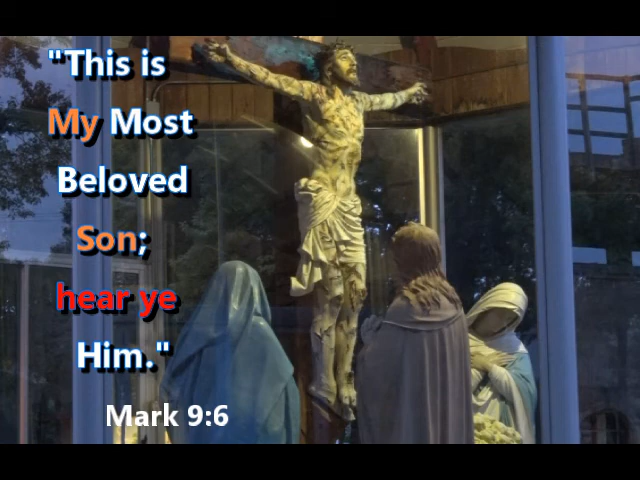 "This is
My Most
Beloved
Son;
hear ye
Him."
Mark 9:6